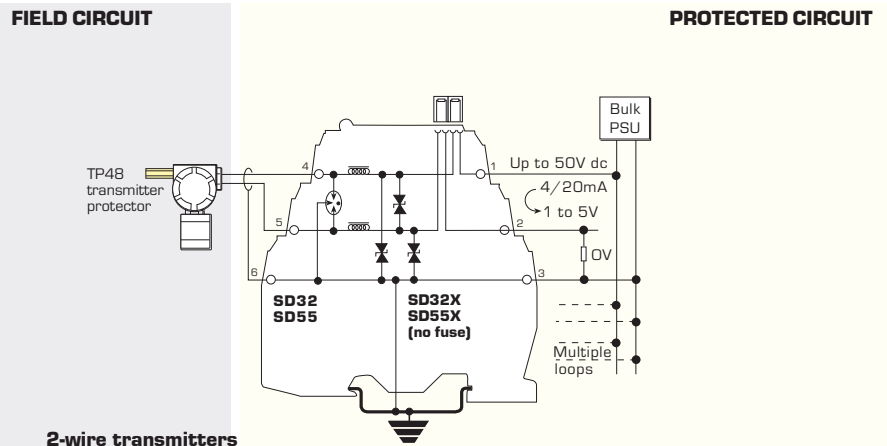 FIELD CIRCUIT
PROTECTED CIRCUIT
Bulk
PSU
TP48
transmitter
protector
4
1
Up to 50V dc
4/20mA
1 to 5V
5
2
0V
6
3
SD32
SD55
SD32X
SD55X
(no fuse)
Multiple
loops
2-wire transmitters